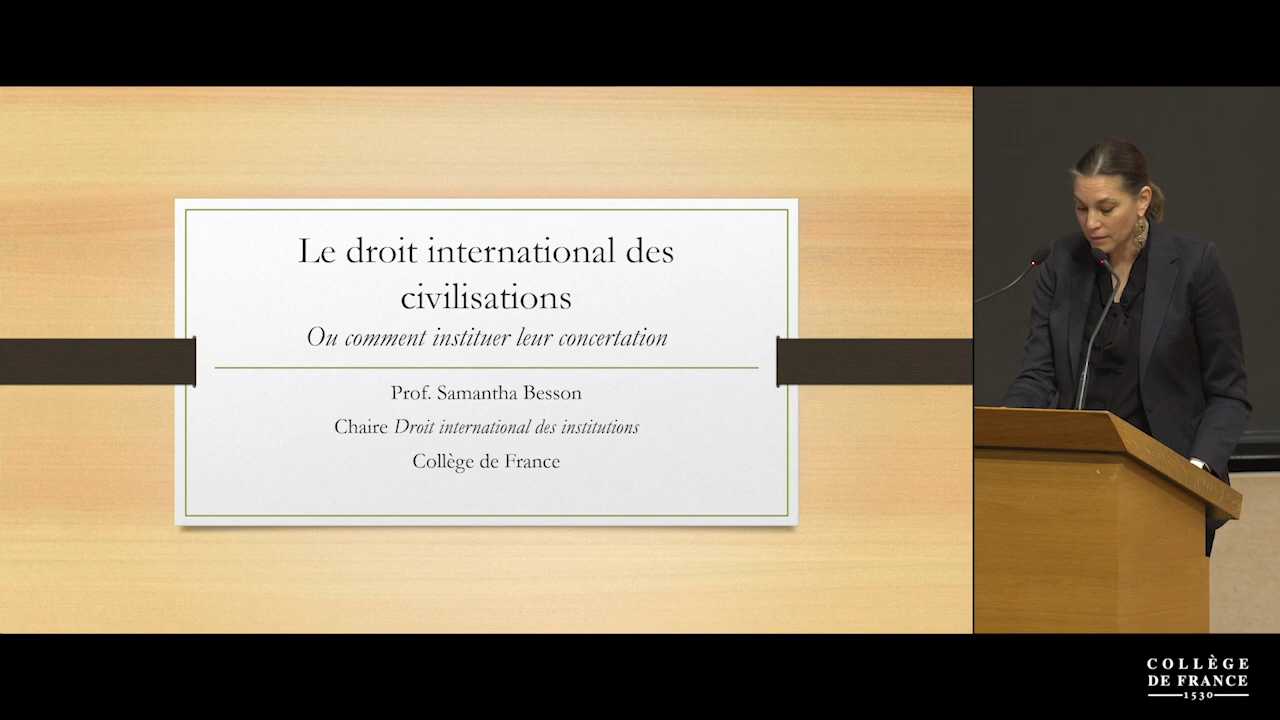 Le droit international des
civilisations
Ou comment instituer leur concertation
Prof. Samantha Besson
Chaire Droit international des institutions
Collège de France
COLLÈGE
DE FRANCE
1530